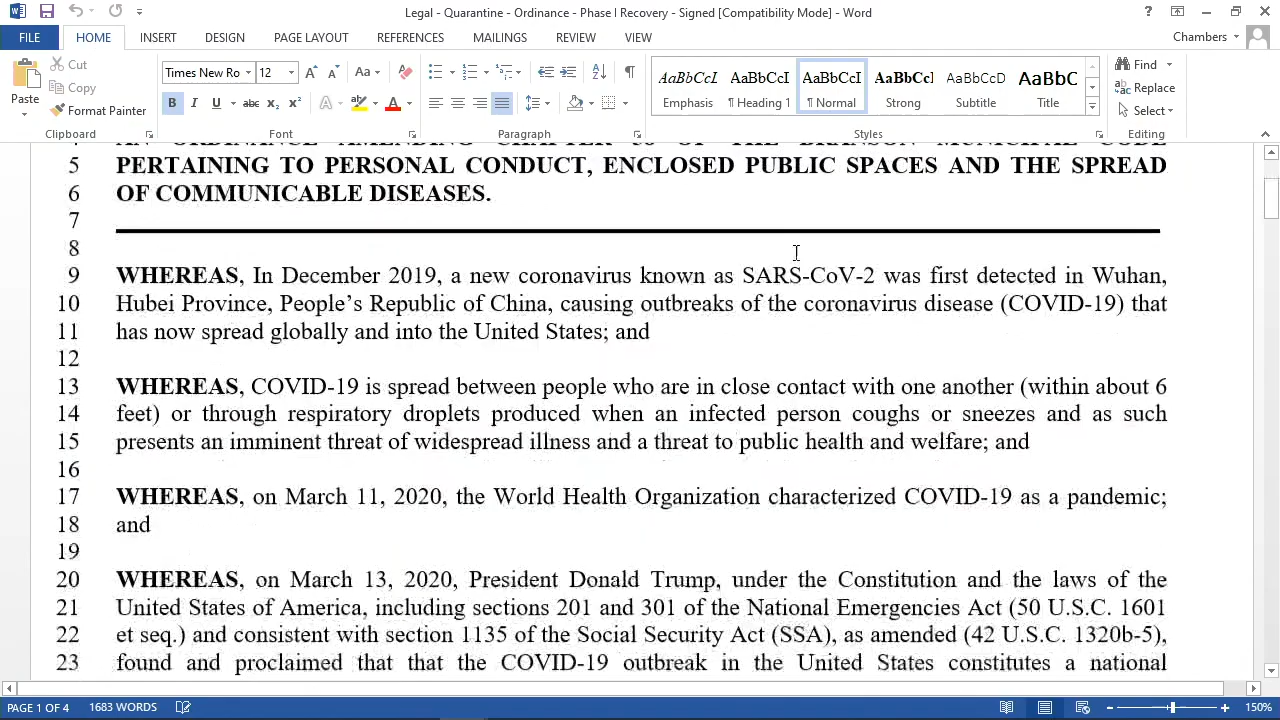 Legal - Quarantine - Ordinance - Phase I Recovery - Signed [Compatibility Mode] - Word
FILE HOME INSERT DESIGN PAGE LAYOUT REFERENCES MAILINGS REVIEW VIEW Chambers
Paste
Cut
Copy
Format Painter
Clipboard
Times New Ro 12
Font
Paragraph
AaBbCcI AaBbCcI AaBbCcI AaBbCcI AaBbCcD AaBbC
Emphasis ¶ Heading 1 ¶ Normal Strong Subtitle Title
Styles
Find
Replace
Select
Editing
4 AN ORDINANCE AMENDING CHAPTER 58 OF THE BRANSON MUNICIPAL CODE
5 PERTAINING TO PERSONAL CONDUCT, ENCLOSED PUBLIC SPACES AND THE SPREAD
6 OF COMMUNICABLE DISEASES.
7
8
9 WHEREAS, In December 2019, a new coronavirus known as SARS-CoV-2 was first detected in Wuhan,
10 Hubei Province, People’s Republic of China, causing outbreaks of the coronavirus disease (COVID-19) that
11 has now spread globally and into the United States; and
12
13 WHEREAS, COVID-19 is spread between people who are in close contact with one another (within about 6
14 feet) or through respiratory droplets produced when an infected person coughs or sneezes and as such
15 presents an imminent threat of widespread illness and a threat to public health and welfare; and
16
17 WHEREAS, on March 11, 2020, the World Health Organization characterized COVID-19 as a pandemic;
18 and
19
20 WHEREAS, on March 13, 2020, President Donald Trump, under the Constitution and the laws of the
21 United States of America, including sections 201 and 301 of the National Emergencies Act (50 U.S.C. 1601
22 et seq.) and consistent with section 1135 of the Social Security Act (SSA), as amended (42 U.S.C. 1320b-5),
23 found and proclaimed that that the COVID-19 outbreak in the United States constitutes a national
PAGE 1 OF 4 1683 WORDS 150%